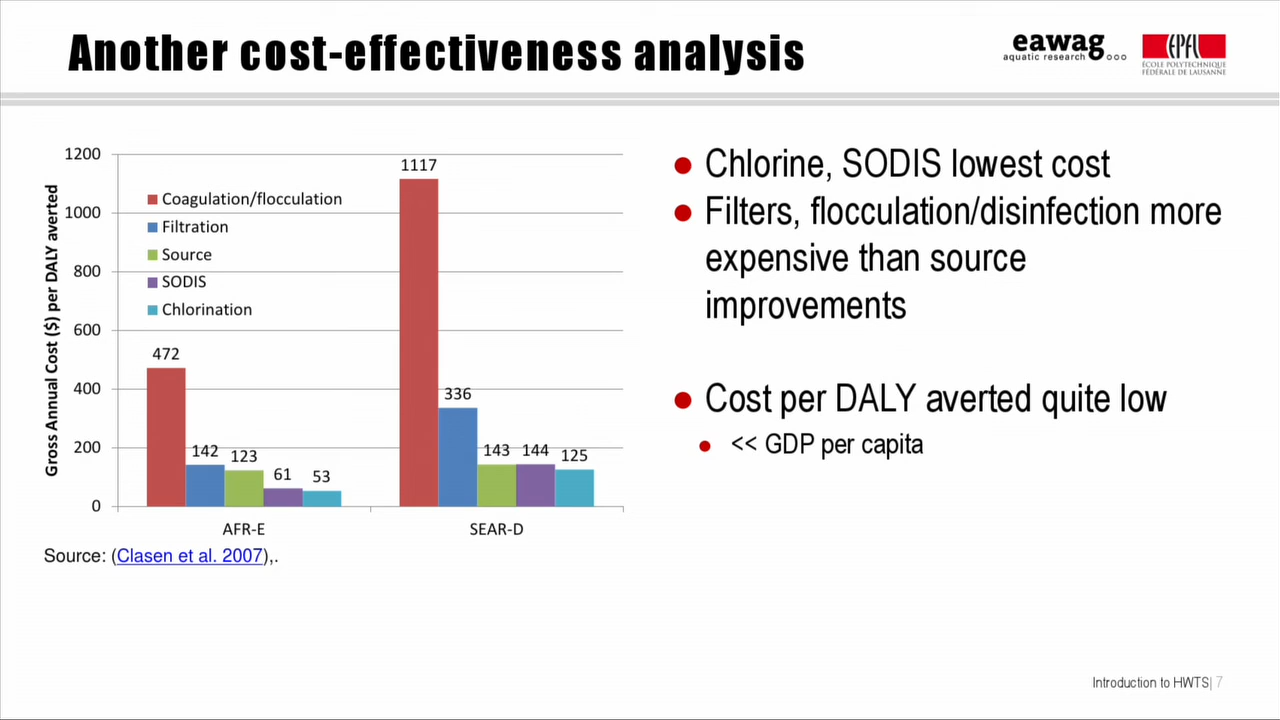 Another cost-effectiveness analysis
eawag
aquatic research
EPFL
ÉCOLE POLYTECHNIQUE
FÉDÉRALE DE LAUSANNE
Gross Annual Cost ($) per DALY averted
1200
1000
800
600
400
200
0
Coagulation/flocculation
Filtration
Source
SODIS
Chlorination
472
142
123
61
53
1117
336
143
144
125
AFR-E
SEAR-D
Source: (Clasen et al. 2007),.
Chlorine, SODIS lowest cost
Filters, flocculation/disinfection more
expensive than source
improvements
Cost per DALY averted quite low
<< GDP per capita
Introduction to HWTS| 7